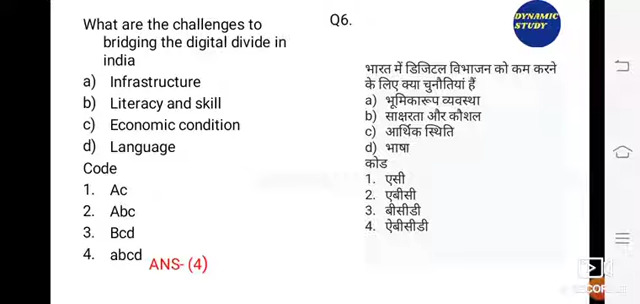 What are the challenges to
bridging the digital divide in
india
a) Infrastructure
b) Literacy and skill
c) Economic condition
d) Language
Code
1. Ac
2. Abc
3. Bcd
4. abcd
ANS- (4)
Q6.
DYNAMIC
STUDY
भारत में डिजिटल विभाजन को कम करने
के लिए क्या चुनौतियां हैं
a) भूमिकारूप व्यवस्था
b) साक्षरता और कौशल
c) आर्थिक स्थिति
d) भाषा
कोड
1. एसी
2. एबीसी
3. बीसीडी
4. ऐबीसीडी